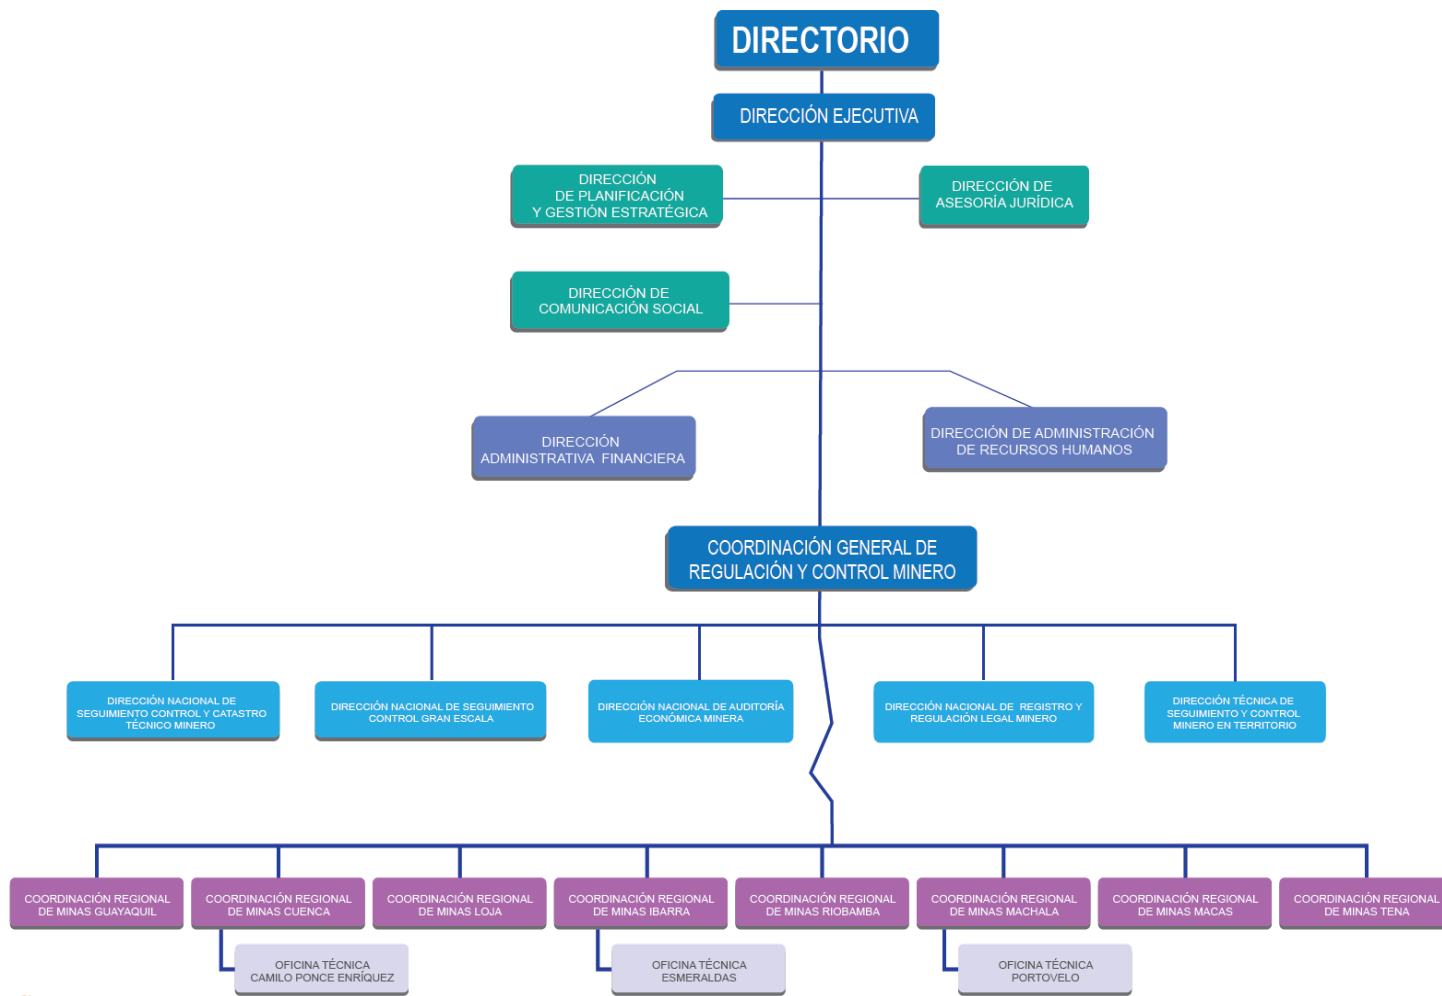 DIRECTORIO
DIRECCIÓN EJECUTIVA
DIRECCIÓN
DE PLANIFICACIÓN
Y GESTIÓN ESTRATÉGICA
DIRECCIÓN DE
ASESORÍA JURÍDICA
DIRECCIÓN DE
COMUNICACIÓN SOCIAL
DIRECCIÓN
ADMINISTRATIVA FINANCIERA
DIRECCIÓN DE ADMINISTRACIÓN
DE RECURSOS HUMANOS
COORDINACIÓN GENERAL DE
REGULACIÓN Y CONTROL MINERO
DIRECCIÓN NACIONAL DE
SEGUIMIENTO CONTROL Y CATASTRO
TÉCNICO MINERO
DIRECCIÓN NACIONAL DE SEGUIMIENTO
CONTROL GRAN ESCALA
DIRECCIÓN NACIONAL DE AUDITORÍA
ECONÓMICA MINERA
DIRECCIÓN NACIONAL DE REGISTRO Y
REGULACIÓN LEGAL MINERO
DIRECCIÓN TÉCNICA DE
SEGUIMIENTO Y CONTROL
MINERO EN TERRITORIO
COORDINACIÓN REGIONAL
DE MINAS GUAYAQUIL
COORDINACIÓN REGIONAL
DE MINAS CUENCA
COORDINACIÓN REGIONAL
DE MINAS LOJA
COORDINACIÓN REGIONAL
DE MINAS IBARRA
COORDINACIÓN REGIONAL
DE MINAS RIOBAMBA
COORDINACIÓN REGIONAL
DE MINAS MACHALA
COORDINACIÓN REGIONAL
DE MINAS MACAS
COORDINACIÓN REGIONAL
DE MINAS TENA
OFICINA TÉCNICA
CAMILO PONCE ENRÍQUEZ
OFICINA TÉCNICA
ESMERALDAS
OFICINA TÉCNICA
PORTOVELO